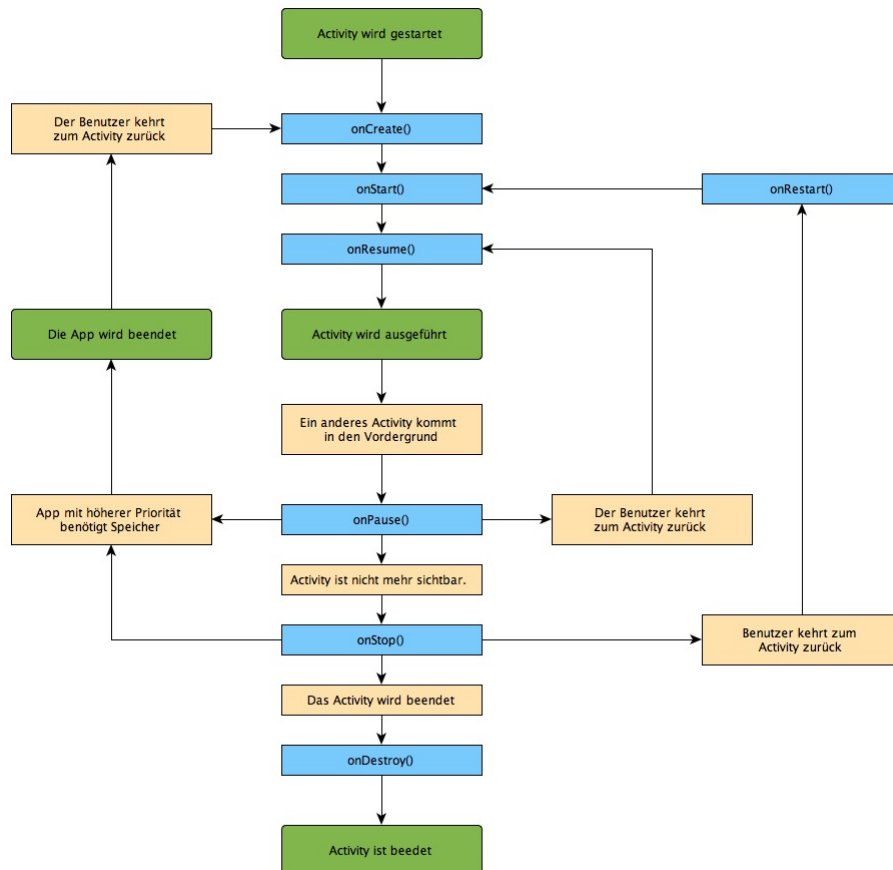 Activity wird gestartet
Der Benutzer kehrt
zum Activity zurück
onCreate()
onStart()
onRestart()
onResume()
Die App wird beendet
Activity wird ausgeführt
Ein anderes Activity kommt
in den Vordergrund
App mit höherer Priorität
benötigt Speicher
onPause()
Der Benutzer kehrt
zum Activity zurück
Activity ist nicht mehr sichtbar.
onStop()
Benutzer kehrt zum
Activity zurück
Das Activity wird beendet
onDestroy()
Activity ist beedet